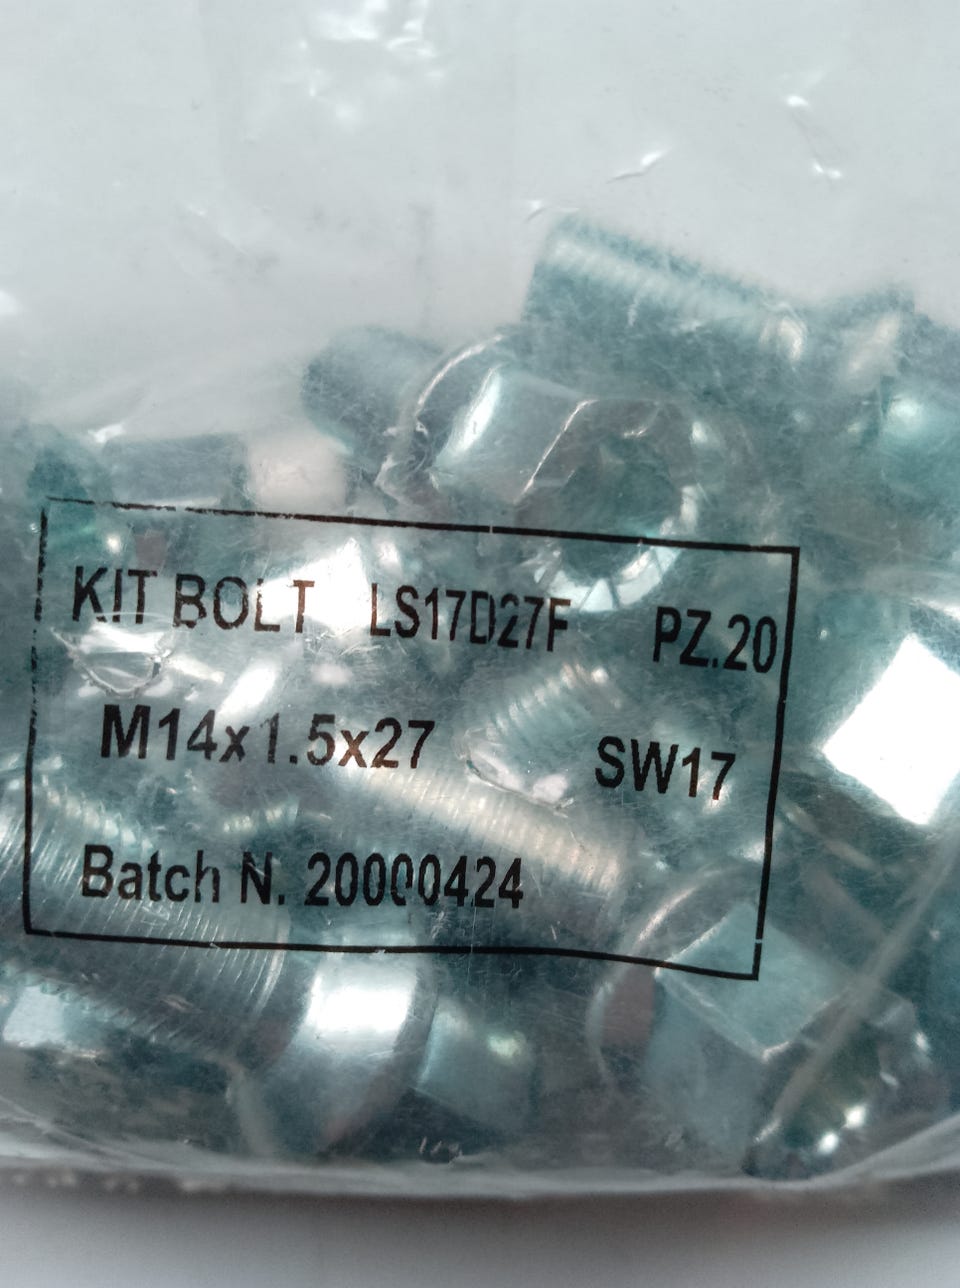 KIT BOLT LS17D27F PZ.20
M14x1.5x27 SW17
Batch N. 20000424